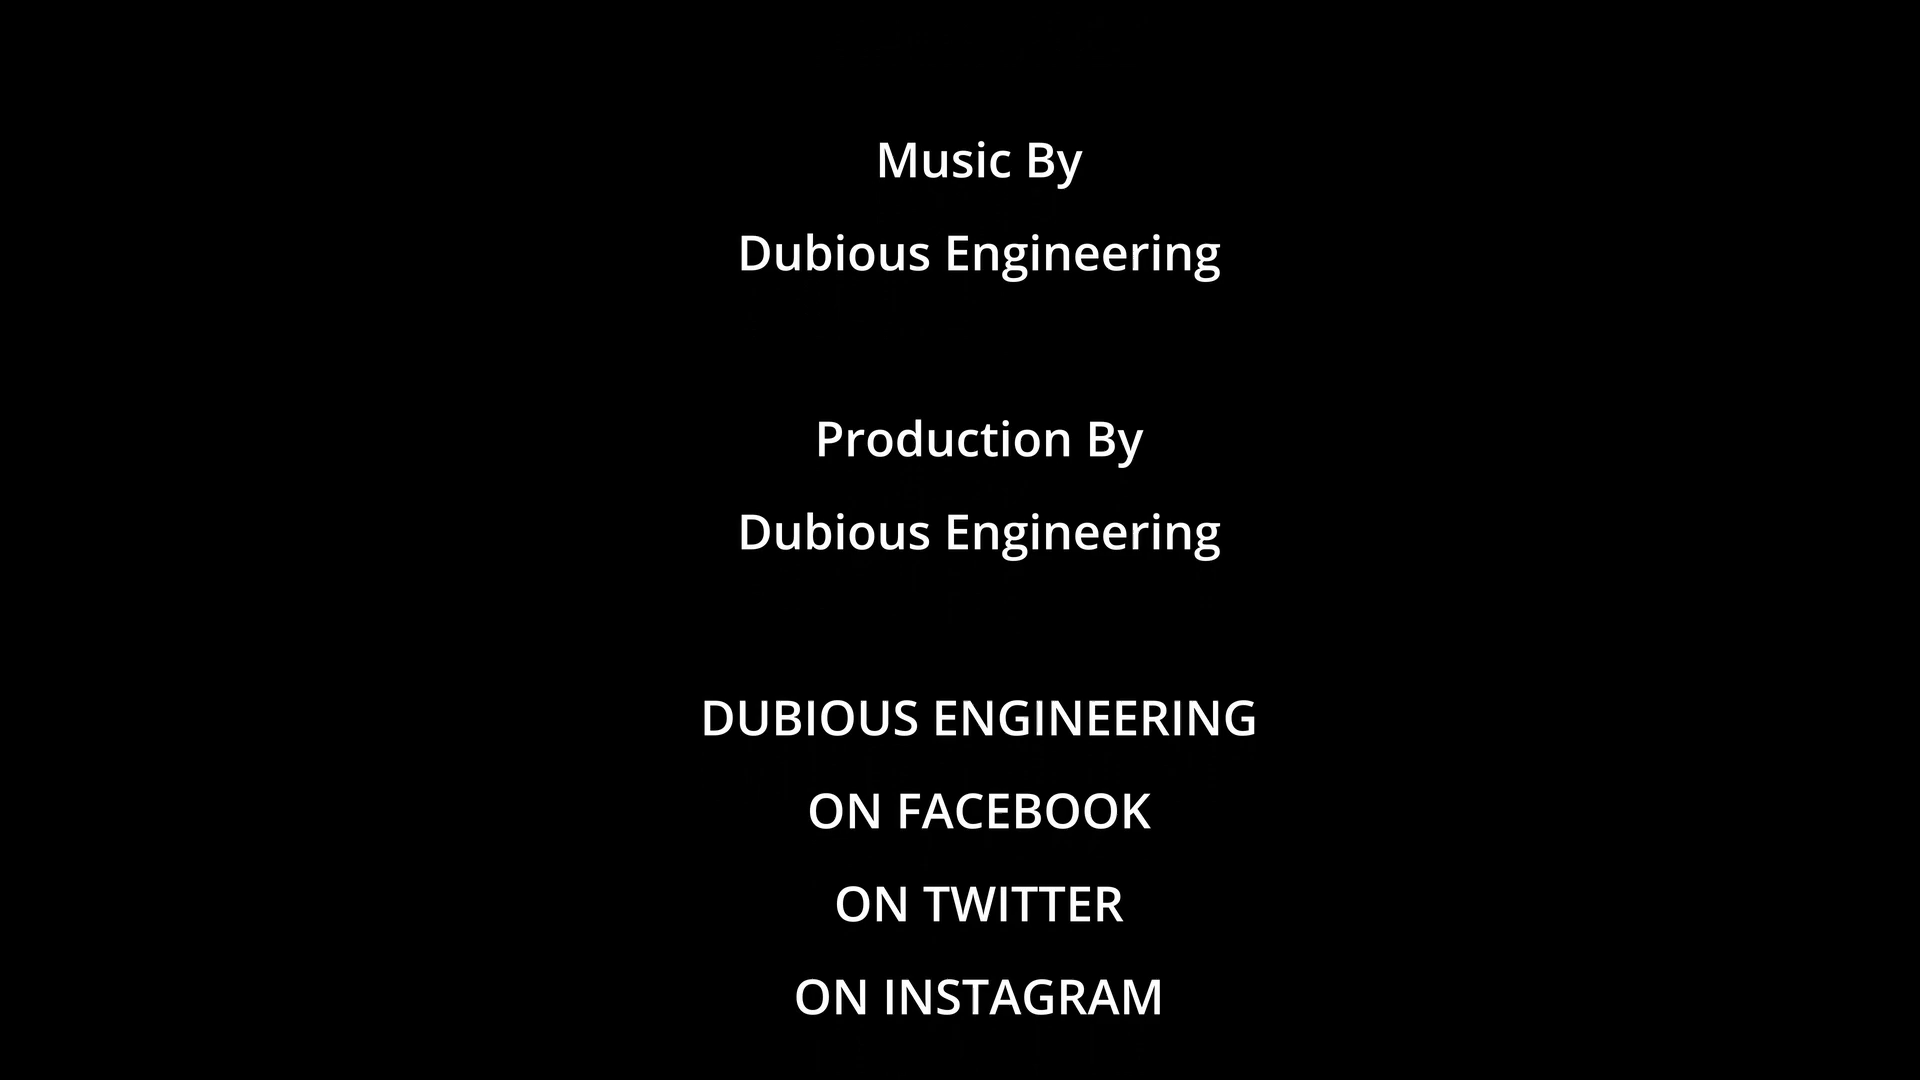 Music By
Dubious Engineering
Production By
Dubious Engineering
DUBIOUS ENGINEERING
ON FACEBOOK
ON TWITTER
ON INSTAGRAM